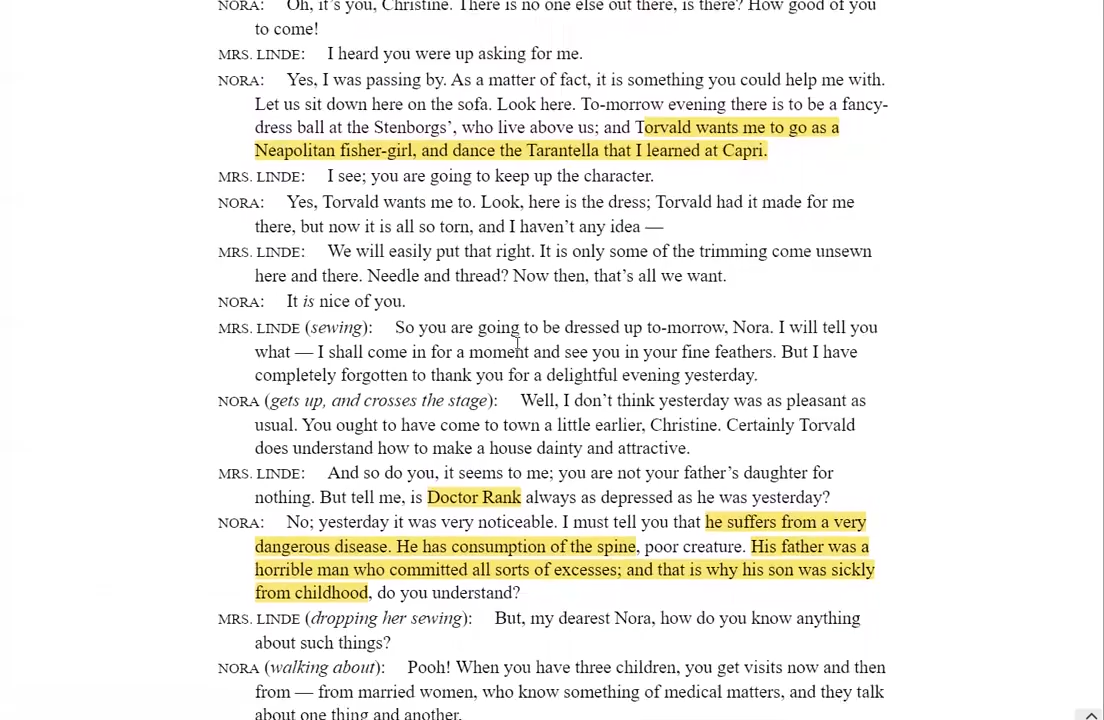 NORA: Oh, it's you, Christine. There is no one else out there, is there? How good of you
to come!
MRS. LINDE: I heard you were up asking for me.
NORA: Yes, I was passing by. As a matter of fact, it is something you could help me with.
Let us sit down here on the sofa. Look here. To-morrow evening there is to be a fancy-
dress ball at the Stenborgs', who live above us; and Torvald wants me to go as a
Neapolitan fisher-girl, and dance the Tarantella that I learned at Capri.
MRS. LINDE: I see; you are going to keep up the character.
NORA: Yes, Torvald wants me to. Look, here is the dress; Torvald had it made for me
there, but now it is all so torn, and I haven't any idea —
MRS. LINDE: We will easily put that right. It is only some of the trimming come unsewn
here and there. Needle and thread? Now then, that's all we want.
NORA: It is nice of you.
MRS. LINDE (sewing): So you are going to be dressed up to-morrow, Nora. I will tell you
what — I shall come in for a moment and see you in your fine feathers. But I have
completely forgotten to thank you for a delightful evening yesterday.
NORA (gets up, and crosses the stage): Well, I don't think yesterday was as pleasant as
usual. You ought to have come to town a little earlier, Christine. Certainly Torvald
does understand how to make a house dainty and attractive.
MRS. LINDE: And so do you, it seems to me; you are not your father's daughter for
nothing. But tell me, is Doctor Rank always as depressed as he was yesterday?
NORA: No; yesterday it was very noticeable. I must tell you that he suffers from a very
dangerous disease. He has consumption of the spine, poor creature. His father was a
horrible man who committed all sorts of excesses; and that is why his son was sickly
from childhood, do you understand?
MRS. LINDE (dropping her sewing): But, my dearest Nora, how do you know anything
about such things?
NORA (walking about): Pooh! When you have three children, you get visits now and then
from — from married women, who know something of medical matters, and they talk
about one thing and another.